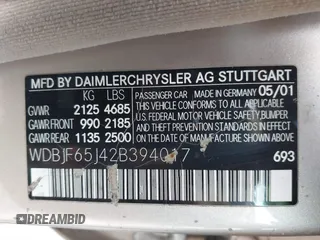 MFD BY DAIMLERCHRYSLER AG STUTTGART
KG LBS
GVWR 2125 4685
GAWR FRONT 990 2185
GAWR REAR 1135 2500
PASSENGER CAR MADE IN GERMANY 05/01
THIS VEHICLE CONFORMS TO ALL
APPLICABLE U.S. FEDERAL MOTOR
VEHICLE SAFETY, BUMPER
AND THEFT PREVENTION STANDARDS
IN EFFECT ON THE DATE OF
MANUFACTURE SHOWN ABOVE
WDBJF65J42B394017
693
DREAMBID